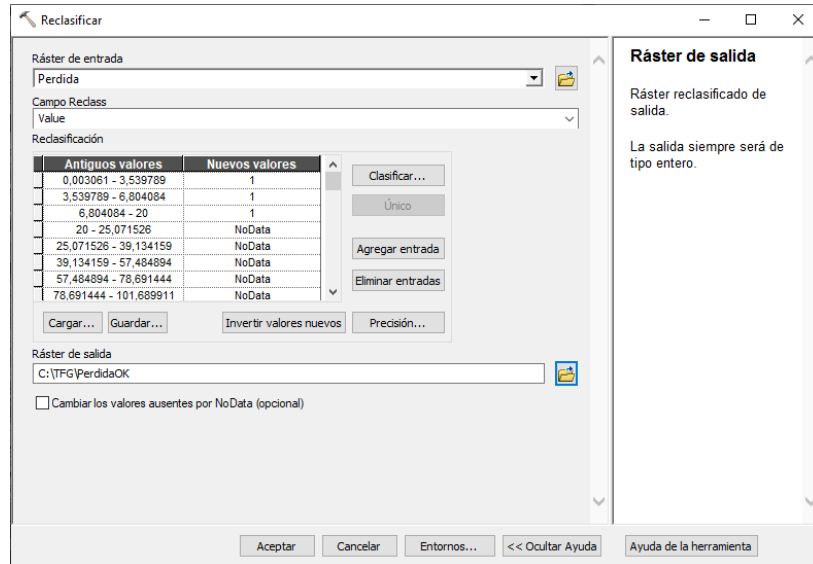 Reclasificar
Ráster de entrada
Perdida
Campo Reclass
Value
Reclasificación
Antiguos valores Nuevos valores
0,003061 - 3,539789 1
3,539789 - 6,804084 1
6,804084 - 20 1
20 - 25,071526 NoData
25,071526 - 39,134159 NoData
39,134159 - 57,484894 NoData
57,484894 - 78,691444 NoData
78,691444 - 101,689911 NoData
Clasificar...
Único
Agregar entrada
Eliminar entradas
Cargar... Guardar... Invertir valores nuevos Precisión...
Ráster de salida
C:\TFG\PerdidaOK
Cambiar los valores ausentes por NoData (opcional)
Aceptar Cancelar Entornos... << Ocultar Ayuda Ayuda de la herramienta
Ráster de salida
Ráster reclasificado de
salida.
La salida siempre será de
tipo entero.